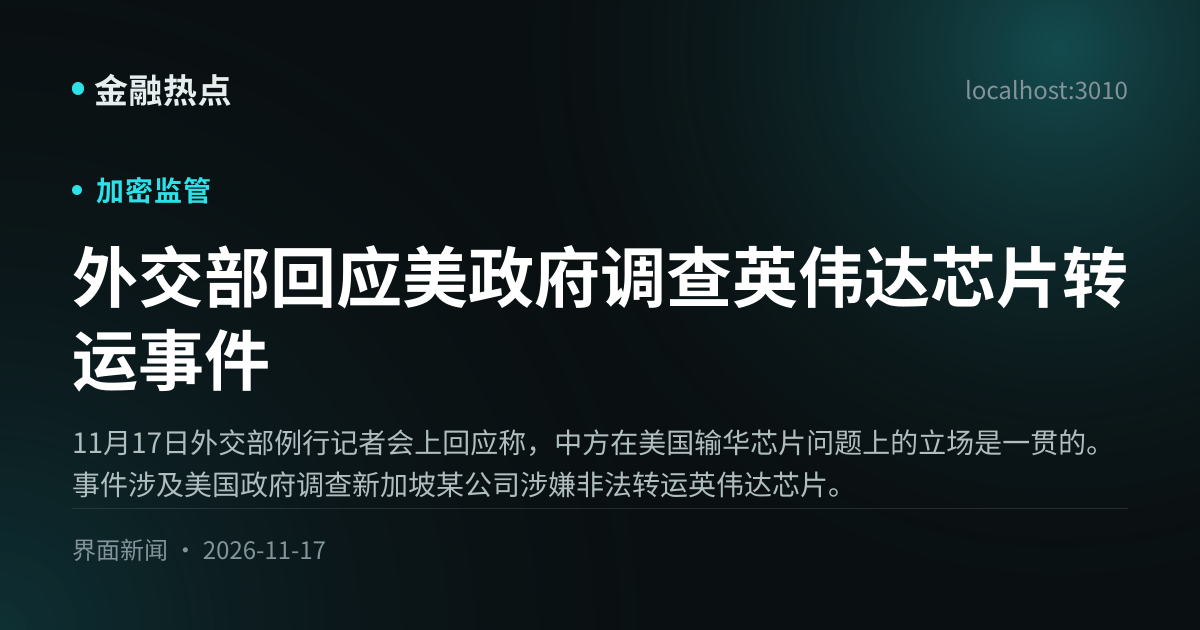 金融热点
localhost:3010
加密监管
外交部回应美政府调查英伟达芯片转
运事件
11月17日外交部例行记者会上回应称，中方在美国输华芯片问题上的立场是一贯的。
事件涉及美国政府调查新加坡某公司涉嫌非法转运英伟达芯片。
界面新闻 • 2026-11-17